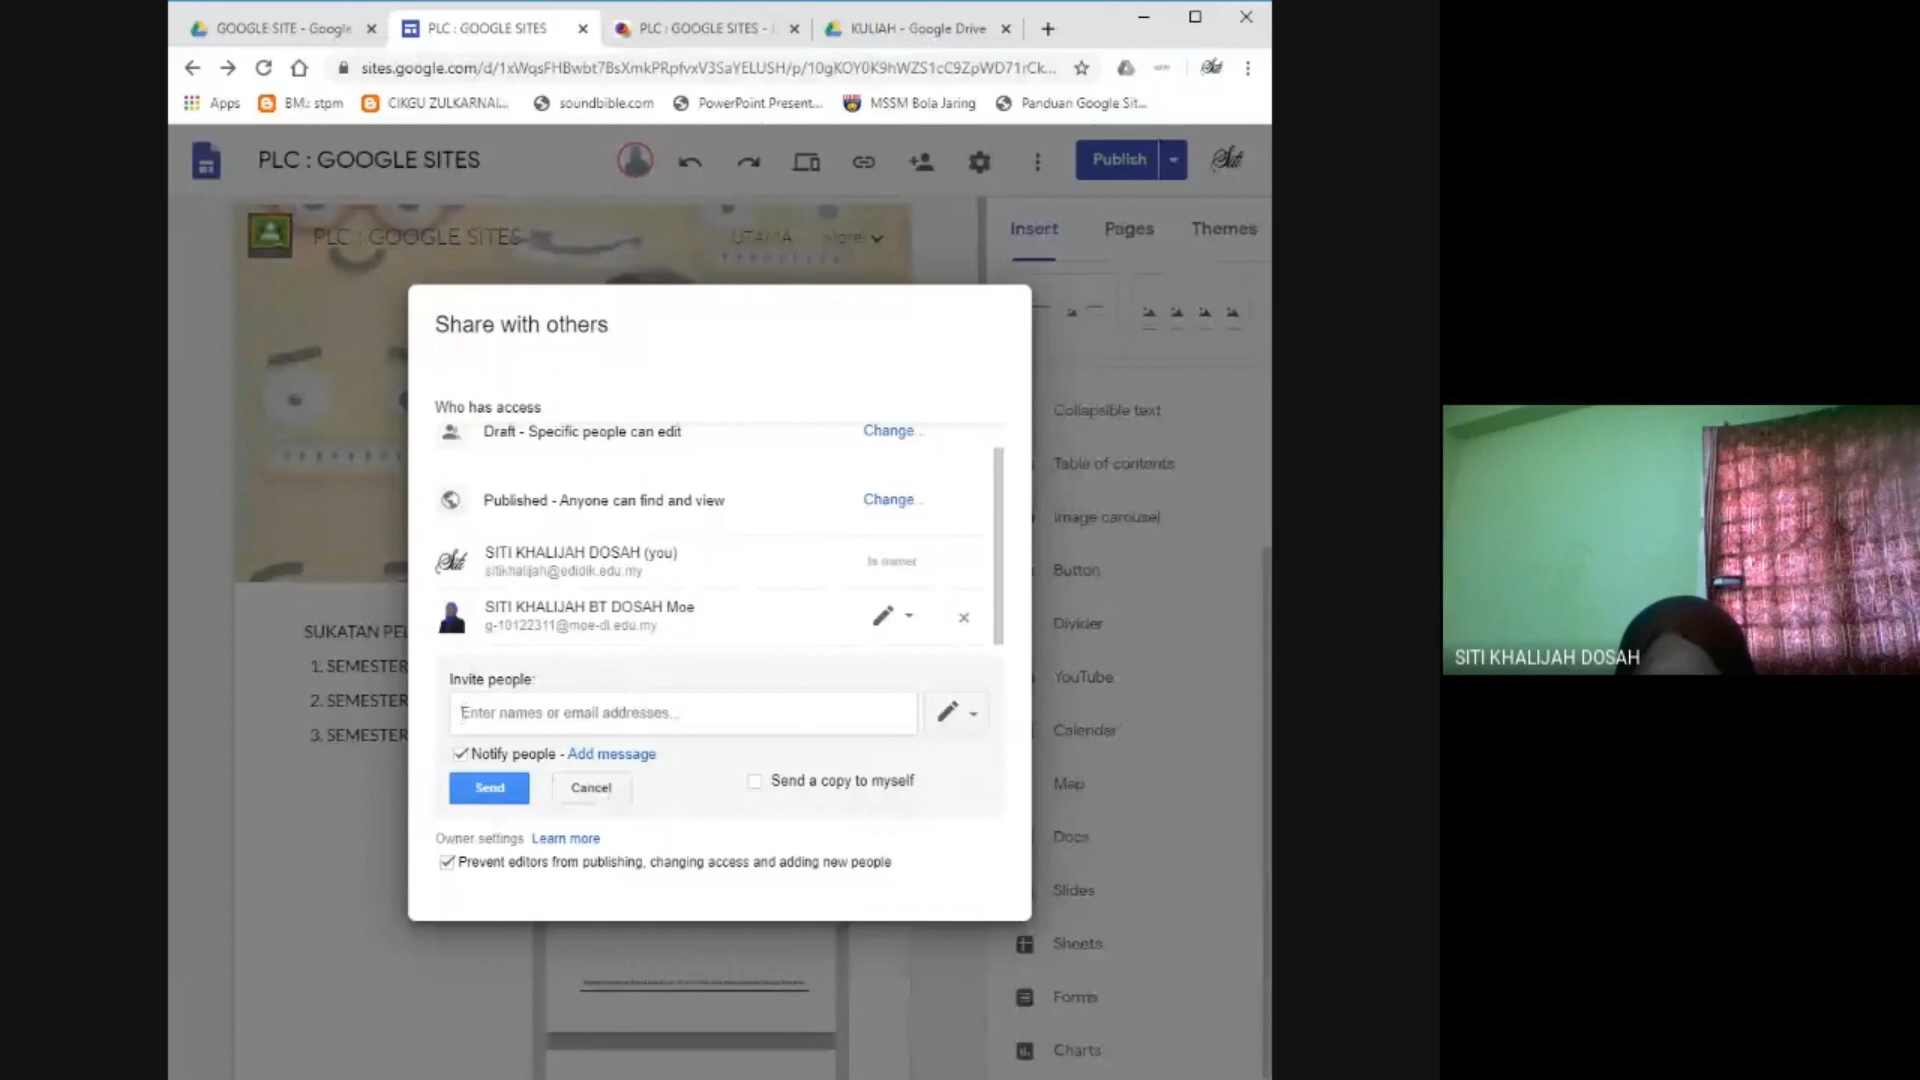 GOOGLE SITE - Google
PLC : GOOGLE SITES
PLC : GOOGLE SITES -
KULIAH - Google Drive
sites.google.com/d/1xWqsFHBwbt7BsXmkPRpfvxV3SaYELUSH/p/10gKOY0K9hWZS1cC9ZpWD71rCk...
Apps
BM: stpm
CIKGU ZULKARNAI...
soundbible.com
PowerPoint Present...
MSSM Bola Jaring
Panduan Google Sit...
PLC : GOOGLE SITES
Publish
Siti
PLC : GOOGLE SITES
UTAMA
More
Insert
Pages
Themes
Share with others
Who has access
Draft - Specific people can edit
Change...
Published - Anyone can find and view
Change...
SITI KHALIJAH DOSAH (you)
sitikhalijah@edidik.edu.my
Is owner
SITI KHALIJAH BT DOSAH Moe
g-10122311@moe-dl.edu.my
Invite people:
Enter names or email addresses...
Notify people - Add message
Send
Cancel
Send a copy to myself
Owner settings Learn more
Prevent editors from publishing, changing access and adding new people
SUKATAN PEL
1. SEMESTER
2. SEMESTER
3. SEMESTER
Collapsible text
Table of contents
Image carousel
Button
Divider
YouTube
Calendar
Map
Docs
Slides
Sheets
Forms
Charts
SITI KHALIJAH DOSAH